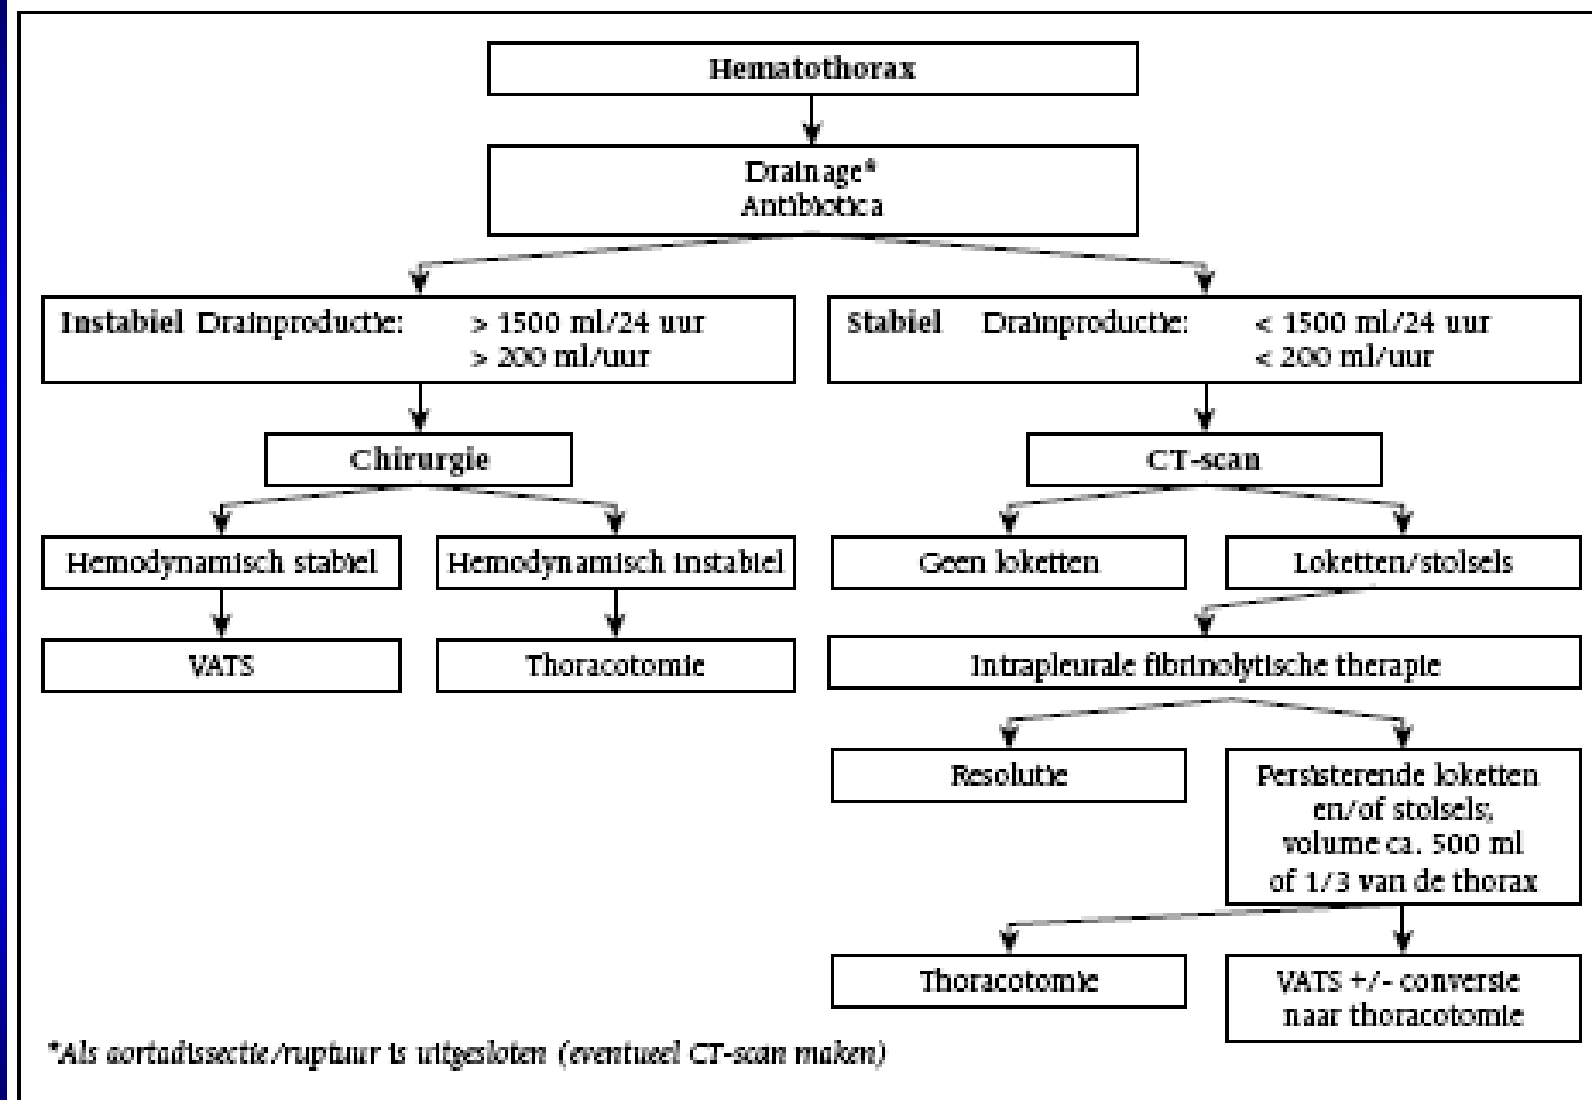 Hematothorax
Drainage*
Antibiotica
Instabiel Drainproductie: > 1500 ml/24 uur
> 200 ml/uur
Stabiel Drainproductie: < 1500 ml/24 uur
< 200 ml/uur
Chirurgie
CT-scan
Hemodynamisch stabiel
Hemodynamisch instabiel
Geen loketten
Loketten/stolsels
VATS
Thoracotomie
Intrapleurale fibrinolytische therapie
Resolutie
Persisterende loketten
en/of stolsels,
volume ca. 500 ml
of 1/3 van de thorax
Thoracotomie
VATS +/- conversie
naar thoracotomie
*Als aortadissectie/ruptuur is uitgesloten (eventueel CT-scan maken)